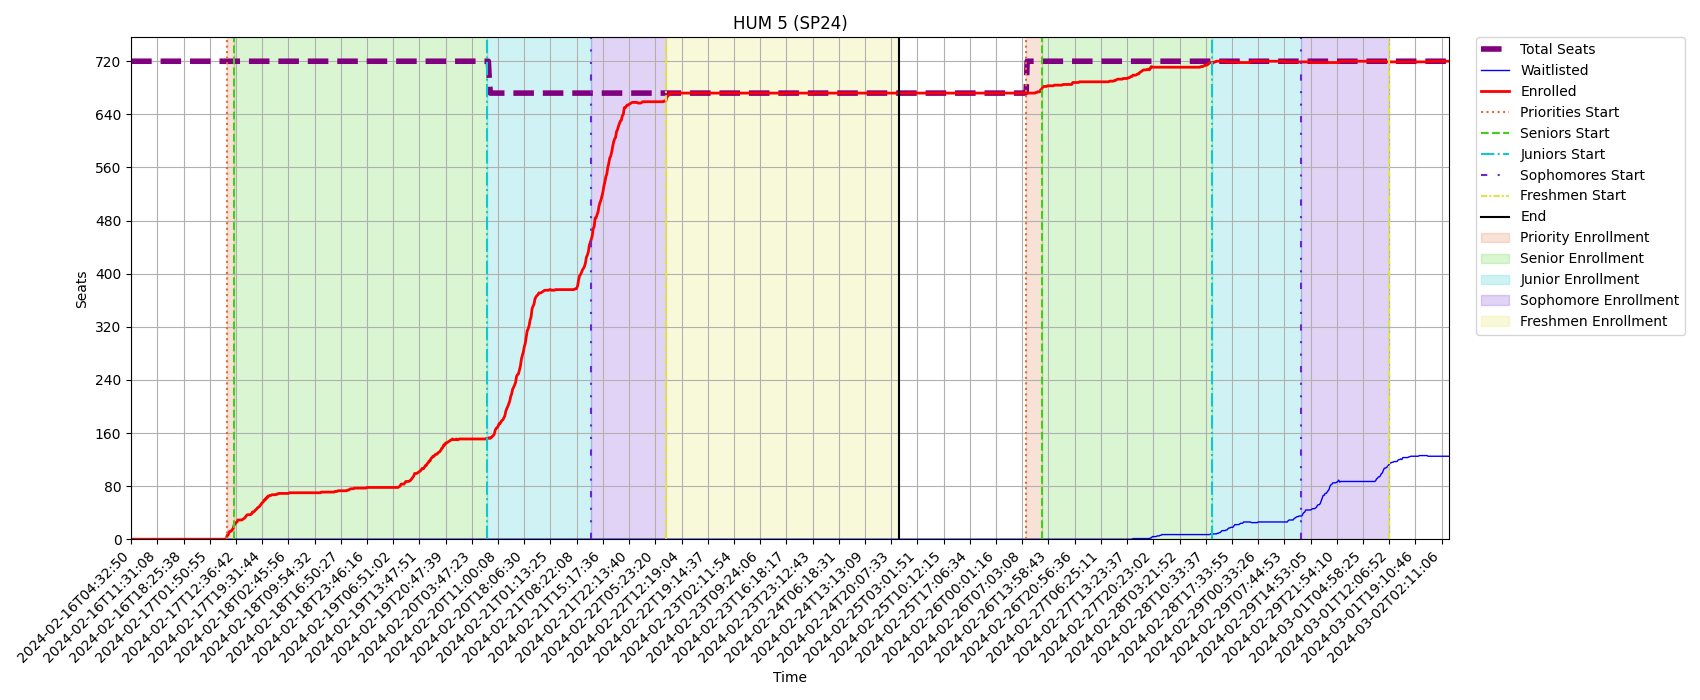 HUM 5 (SP24)
Seats
720
640
560
480
400
320
240
160
80
0
2024-02-16T04:32:50
2024-02-16T11:31:08
2024-02-16T18:25:38
2024-02-17T01:50:55
2024-02-17T12:36:42
2024-02-17T19:31:44
2024-02-18T02:45:56
2024-02-18T09:54:32
2024-02-18T16:50:27
2024-02-18T23:46:16
2024-02-19T06:51:02
2024-02-19T13:47:51
2024-02-19T20:47:39
2024-02-20T03:47:23
2024-02-20T11:00:08
2024-02-20T18:06:30
2024-02-21T01:13:25
2024-02-21T08:22:08
2024-02-21T15:17:36
2024-02-21T22:13:40
2024-02-22T05:23:20
2024-02-22T12:19:04
2024-02-22T19:14:37
2024-02-23T02:11:54
2024-02-23T09:24:06
2024-02-23T16:18:17
2024-02-23T23:12:43
2024-02-24T06:18:31
2024-02-24T13:13:09
2024-02-24T20:07:33
2024-02-25T03:01:51
2024-02-25T10:12:15
2024-02-25T17:06:34
2024-02-26T00:01:16
2024-02-26T07:03:08
2024-02-26T13:58:43
2024-02-26T20:56:36
2024-02-27T06:25:11
2024-02-27T13:23:37
2024-02-27T20:23:02
2024-02-28T03:21:52
2024-02-28T10:33:37
2024-02-28T17:33:55
2024-02-29T00:33:26
2024-02-29T07:44:53
2024-02-29T14:53:05
2024-02-29T21:54:10
2024-03-01T04:58:25
2024-03-01T12:06:52
2024-03-01T19:10:46
2024-03-02T02:11:06
Time
Total Seats
Waitlisted
Enrolled
Priorities Start
Seniors Start
Juniors Start
Sophomores Start
Freshmen Start
End
Priority Enrollment
Senior Enrollment
Junior Enrollment
Sophomore Enrollment
Freshmen Enrollment